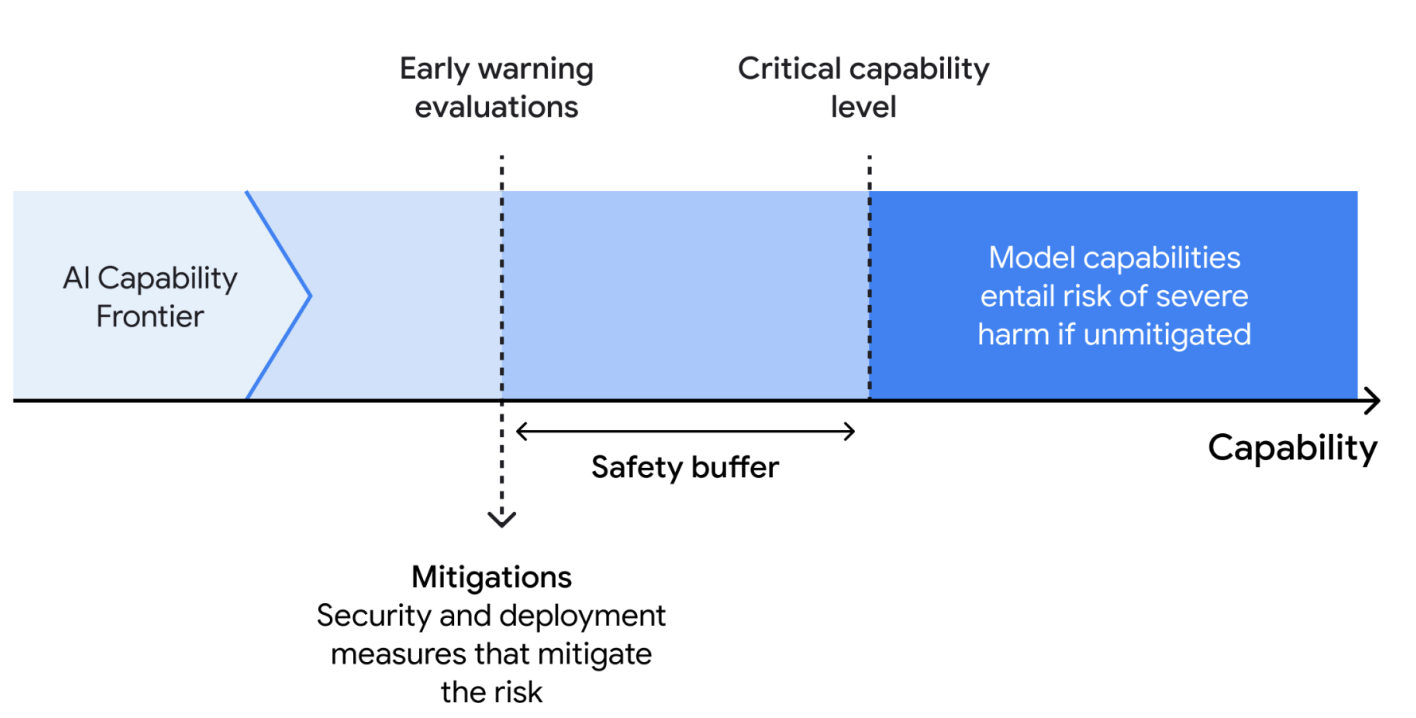 Early warning
evaluations
Critical capability
level
AI Capability
Frontier
Model capabilities
entail risk of severe
harm if unmitigated
Capability
Safety buffer
Mitigations
Security and deployment
measures that mitigate
the risk